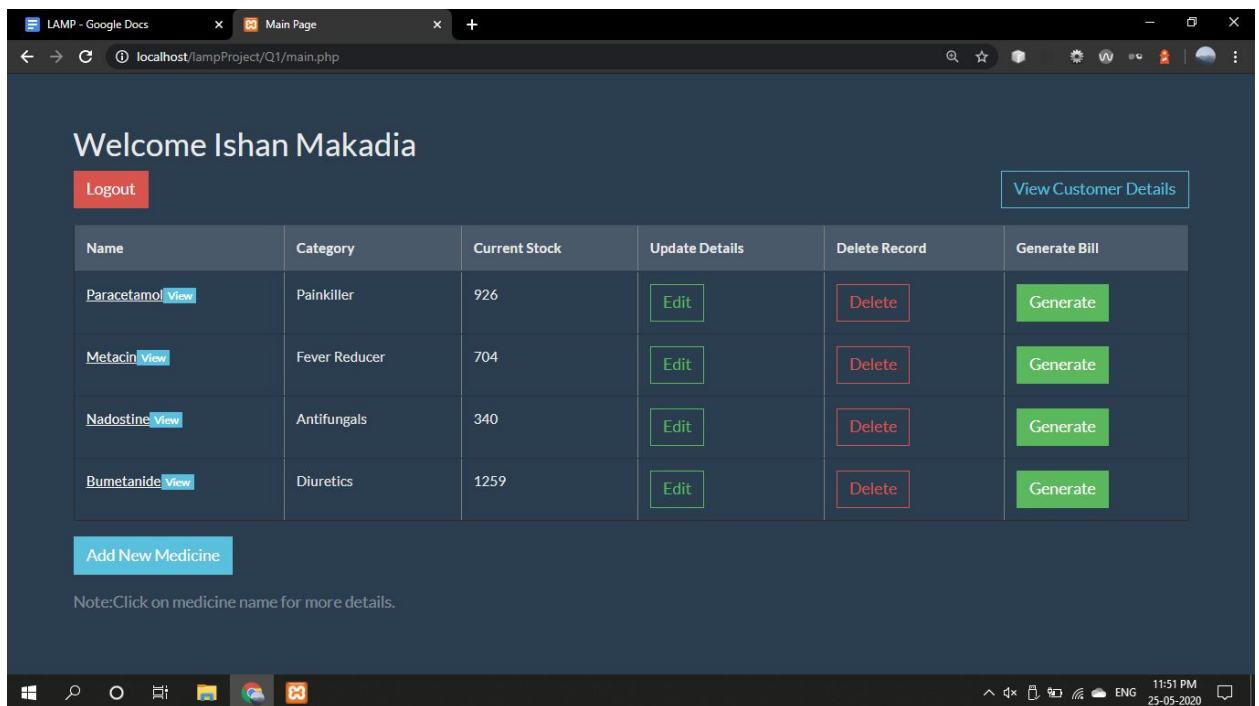 LAMP - Google Docs
Main Page
localhost/lampProject/Q1/main.php
Welcome Ishan Makadia
Logout
View Customer Details
Name Category Current Stock Update Details Delete Record Generate Bill
Paracetamol View Painkiller 926 Edit Delete Generate
Metacin View Fever Reducer 704 Edit Delete Generate
Nadostine View Antifungals 340 Edit Delete Generate
Bumetanide View Diuretics 1259 Edit Delete Generate
Add New Medicine
Note:Click on medicine name for more details.
ENG
11:51 PM
25-05-2020